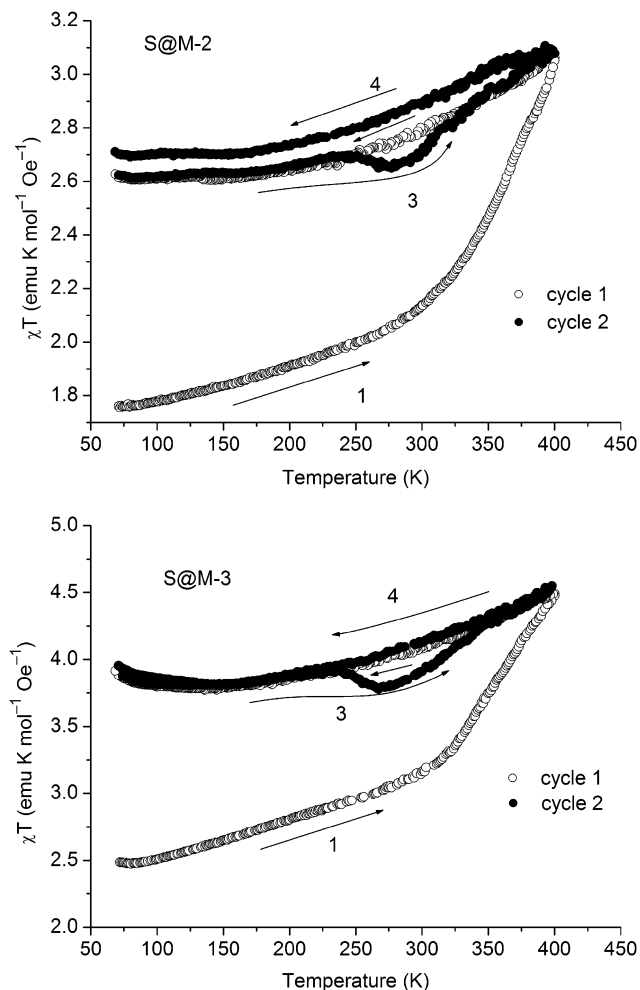 S@M-2
χT (emu K mol⁻¹ Oe⁻¹)
3.2
3.0
2.8
2.6
2.4
2.2
2.0
1.8
4
3
1
cycle 1
cycle 2
50 100 150 200 250 300 350 400 450
Temperature (K)
S@M-3
χT (emu K mol⁻¹ Oe⁻¹)
5.0
4.5
4.0
3.5
3.0
2.5
2.0
4
3
1
cycle 1
cycle 2
50 100 150 200 250 300 350 400 450
Temperature (K)